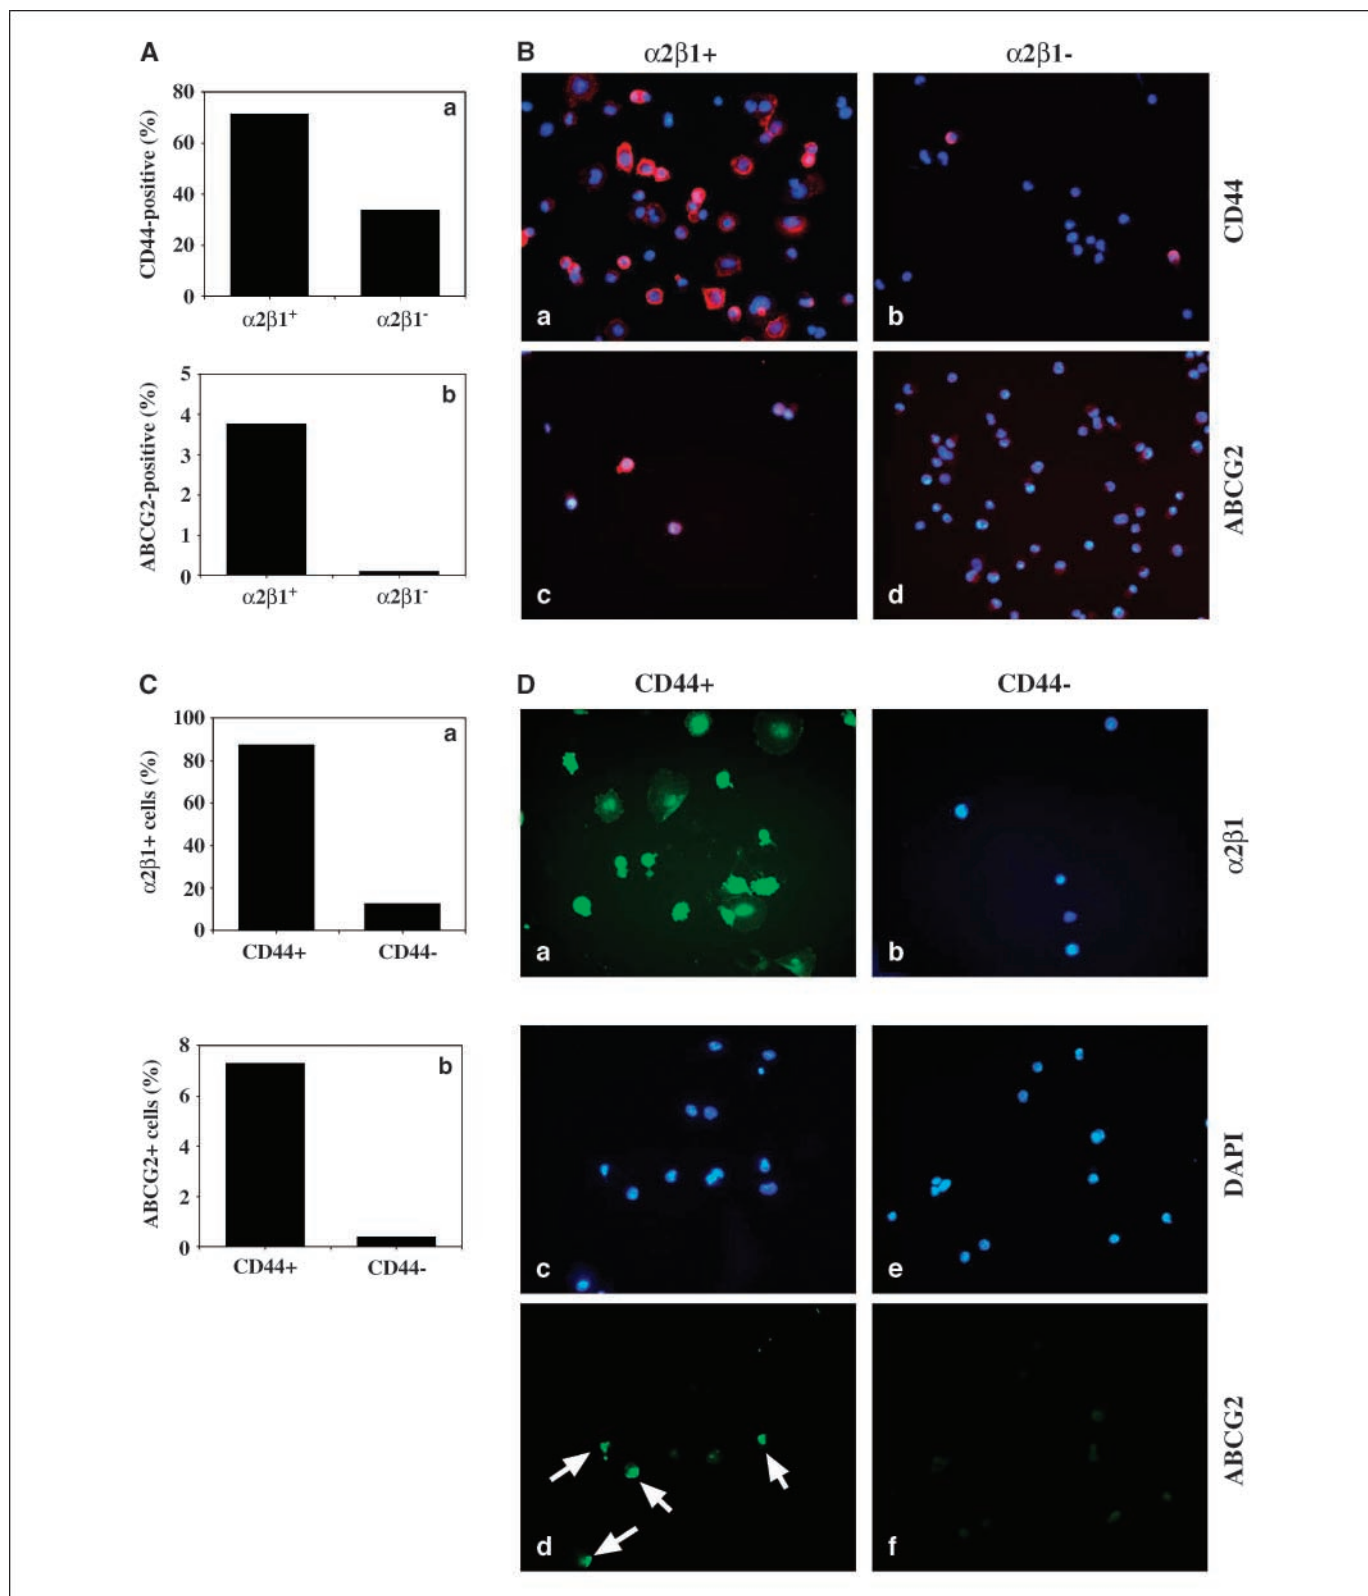 A
B
α2β1+
α2β1-
80
60
40
20
0
CD44-positive (%)
a
α2β1⁺
α2β1⁻
a
b
CD44
5
4
3
2
1
0
ABCG2-positive (%)
b
α2β1⁺
α2β1⁻
c
d
ABCG2
C
D
CD44+
CD44-
100
80
60
40
20
0
α2β1+ cells (%)
a
CD44+
CD44-
a
b
α2β1
8
6
4
2
0
ABCG2+ cells (%)
b
CD44+
CD44-
c
e
DAPI
d
f
ABCG2